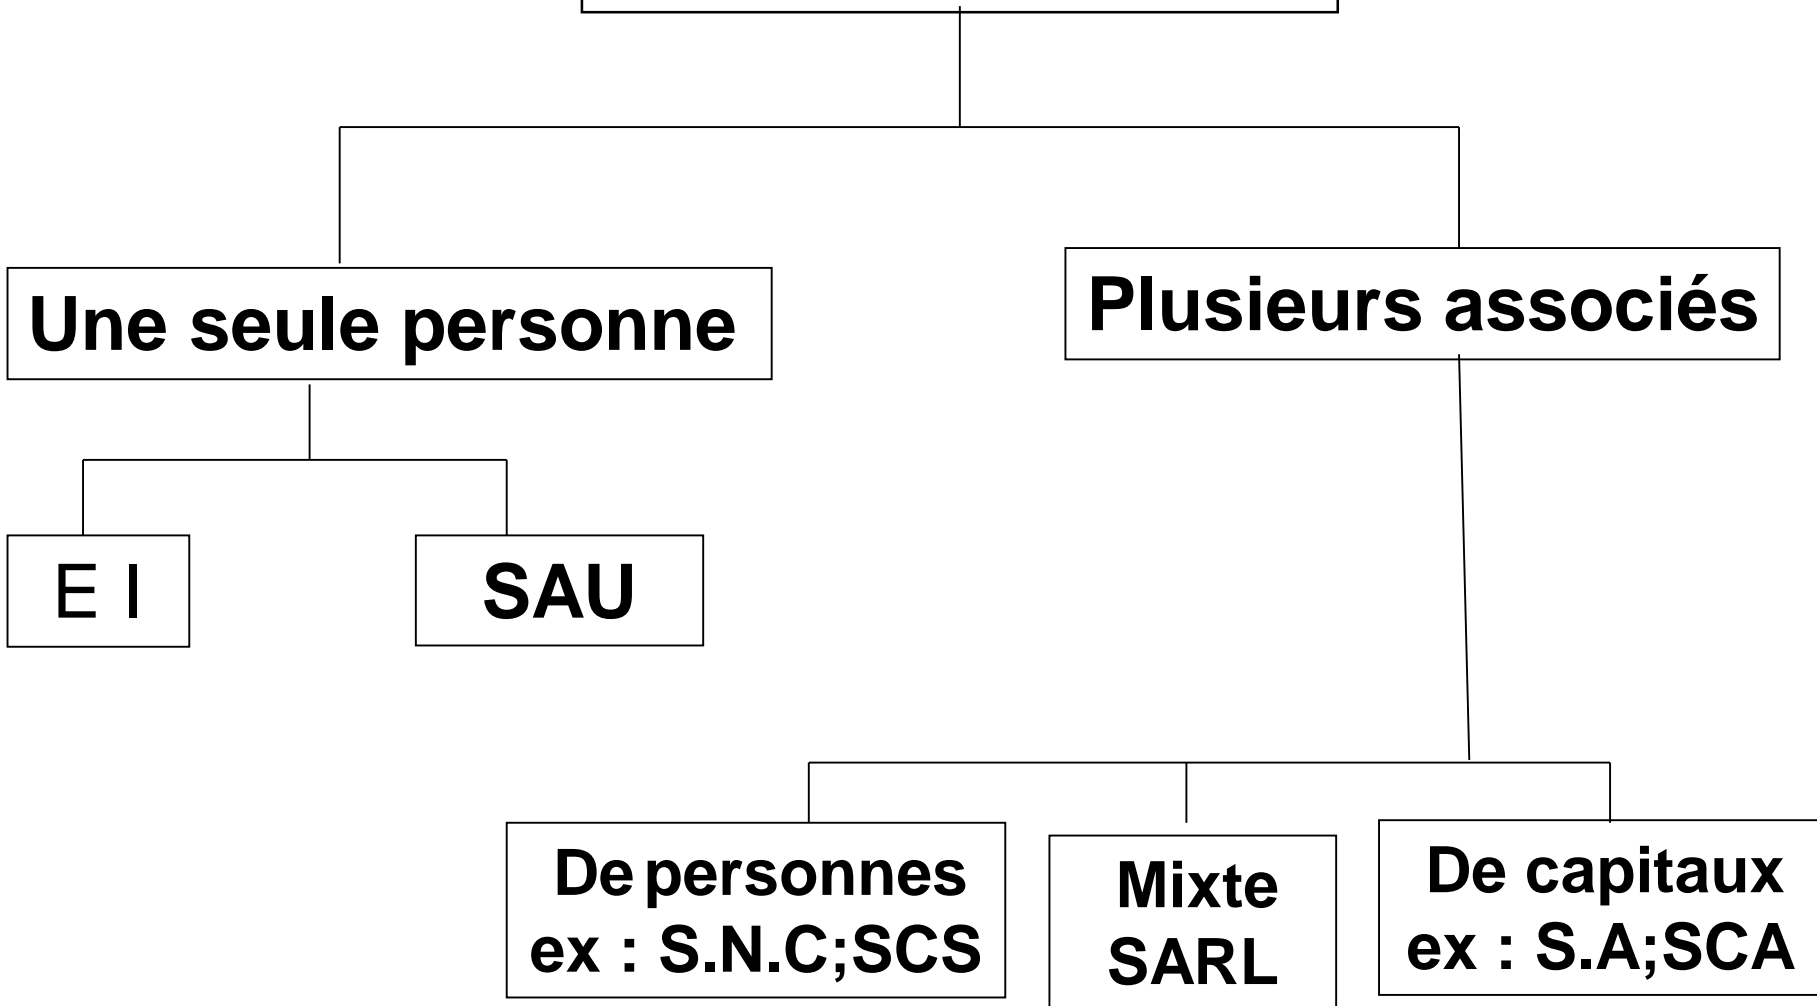 Une seule personne
Plusieurs associés
E I
SAU
De personnes
ex : S.N.C;SCS
Mixte
SARL
De capitaux
ex : S.A;SCA